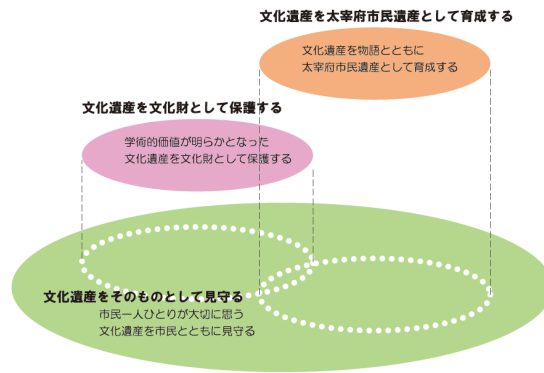 文化遺産を太宰府市民遺産として育成する
文化遺産を物語とともに
太宰府市民遺産として育成する
文化遺産を文化財として保護する
学術的価値が明らかとなった
文化遺産を文化財として保護する
文化遺産をそのものとして見守る
市民一人ひとりが大切に思う
文化遺産を市民とともに見守る